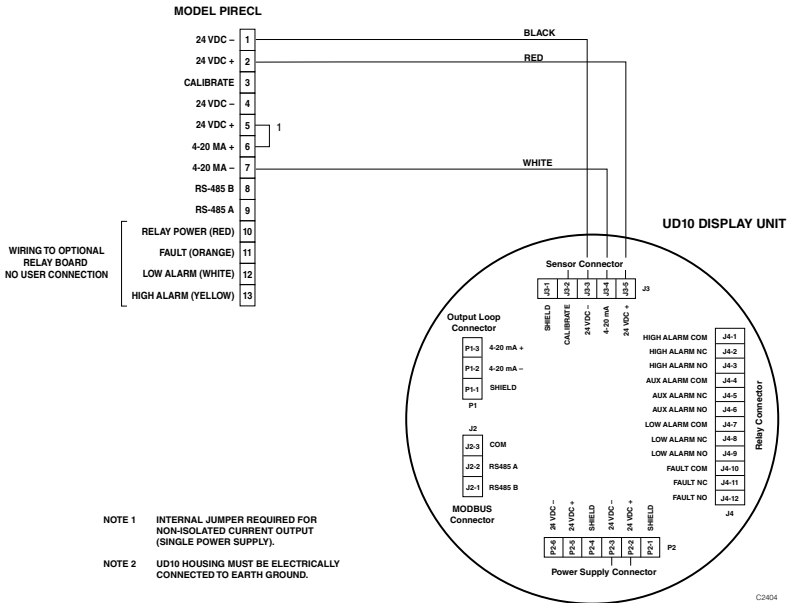 MODEL PIRECL
24 VDC – 1
24 VDC + 2
CALIBRATE 3
24 VDC – 4
24 VDC + 5
4-20 MA + 6
4-20 MA – 7
RS-485 B 8
RS-485 A 9
RELAY POWER (RED) 10
FAULT (ORANGE) 11
LOW ALARM (WHITE) 12
HIGH ALARM (YELLOW) 13
1
BLACK
RED
WHITE
WIRING TO OPTIONAL
RELAY BOARD
NO USER CONNECTION
UD10 DISPLAY UNIT
Sensor Connector
J3-1 J3-2 J3-3 J3-4 J3-5 J3
SHIELD CALIBRATE 24 VDC – 4-20 mA 24 VDC +
Output Loop
Connector
P1-3 4-20 mA +
P1-2 4-20 mA –
P1-1 SHIELD
P1
J2
J2-3 COM
J2-2 RS485 A
J2-1 RS485 B
MODBUS
Connector
HIGH ALARM COM J4-1
HIGH ALARM NC J4-2
HIGH ALARM NO J4-3
AUX ALARM COM J4-4
AUX ALARM NC J4-5
AUX ALARM NO J4-6
LOW ALARM COM J4-7
LOW ALARM NC J4-8
LOW ALARM NO J4-9
FAULT COM J4-10
FAULT NC J4-11
FAULT NO J4-12
J4
Relay Connector
24 VDC – 24 VDC + SHIELD 24 VDC – 24 VDC + SHIELD
P2-6 P2-5 P2-4 P2-3 P2-2 P2-1 P2
Power Supply Connector
NOTE 1 INTERNAL JUMPER REQUIRED FOR
NON-ISOLATED CURRENT OUTPUT
(SINGLE POWER SUPPLY).
NOTE 2 UD10 HOUSING MUST BE ELECTRICALLY
CONNECTED TO EARTH GROUND.
C2404